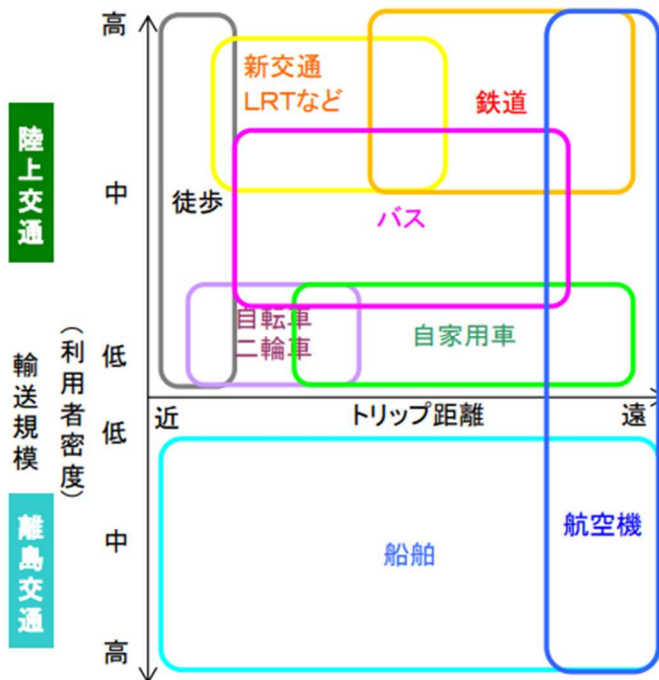 高
新交通
LRTなど
鉄道
陸上交通
中
徒歩
バス
自転車
二輪車
自家用車
低
輸送規模
(利用者密度)
近
トリップ距離
遠
低
離島交通
中
船舶
航空機
高